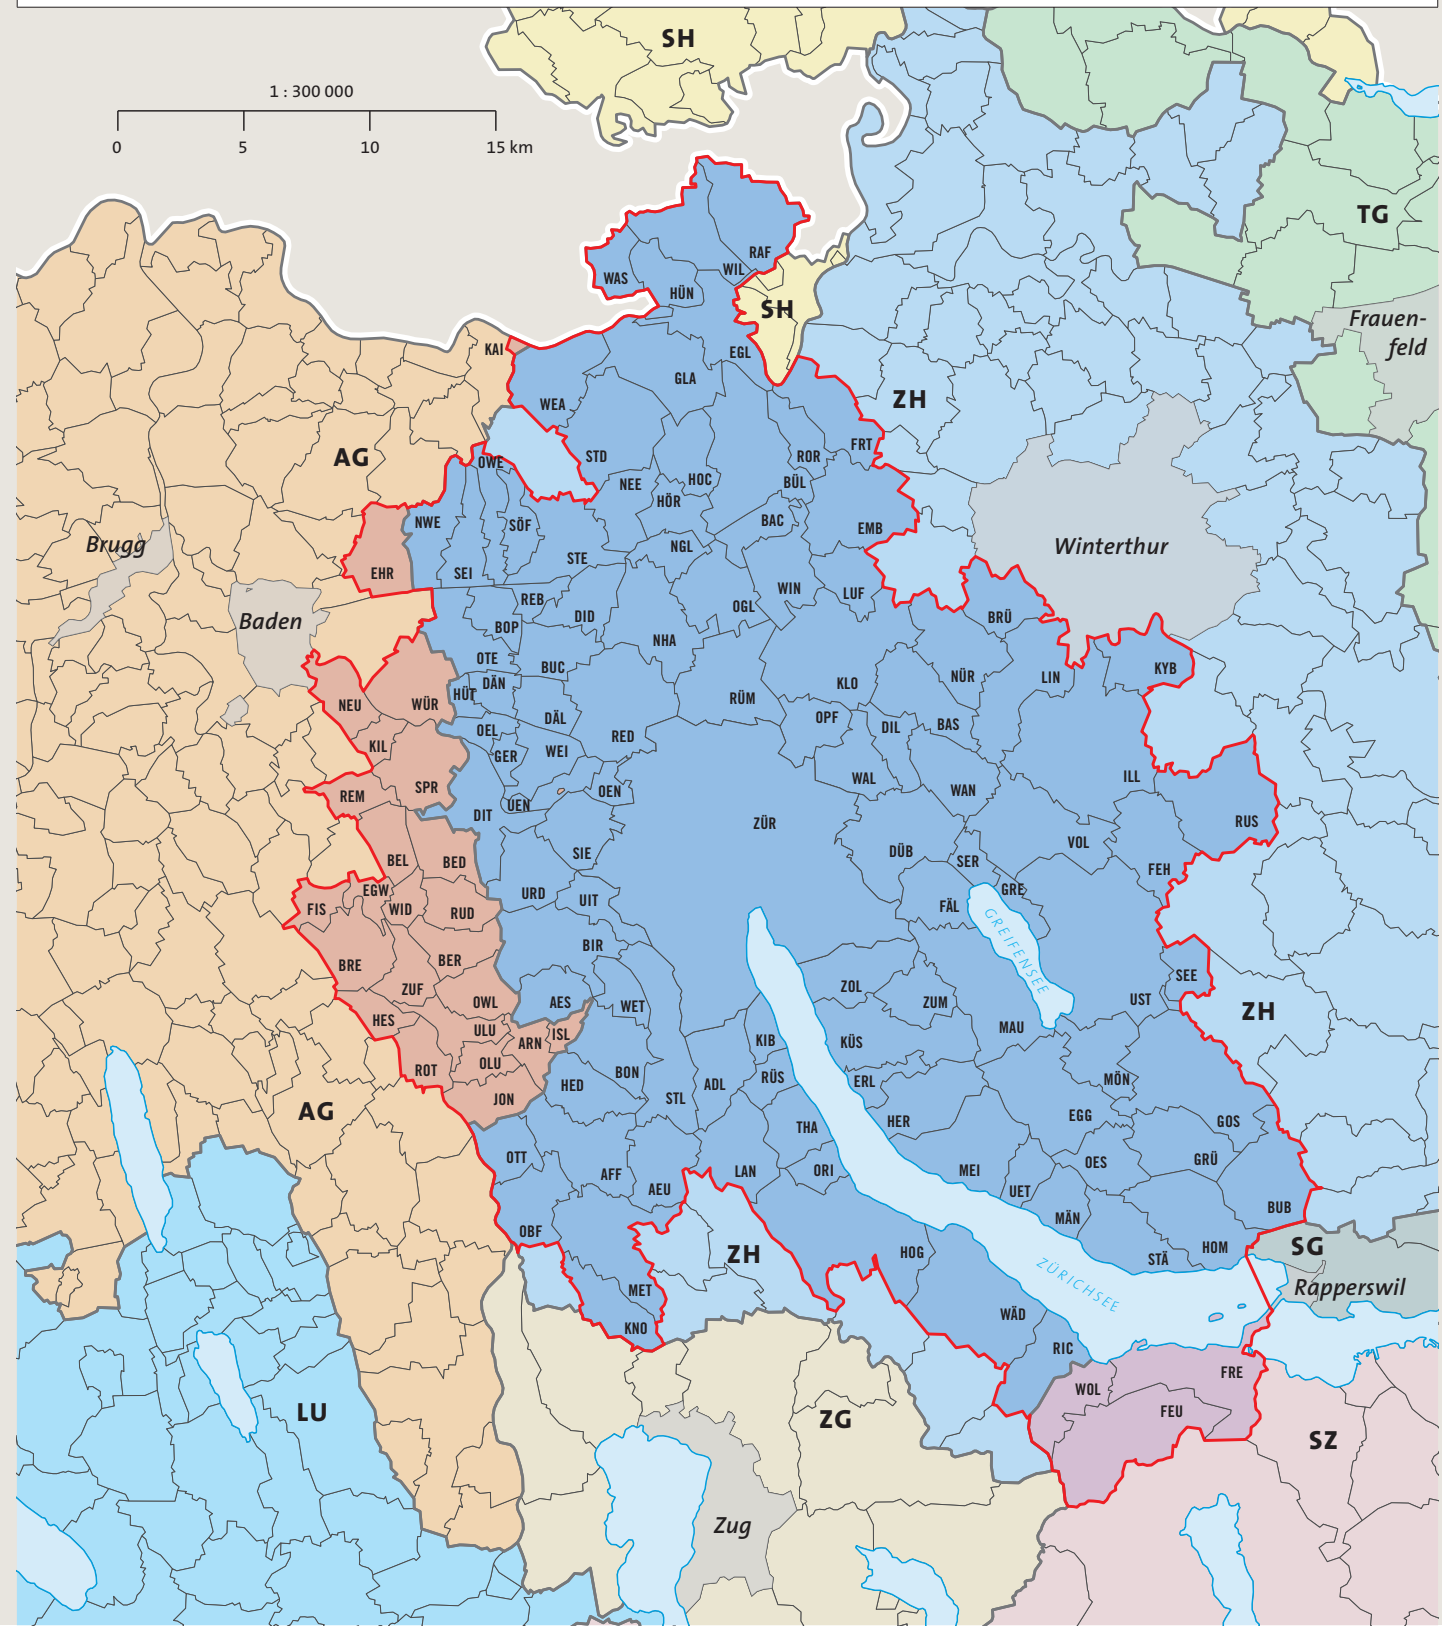 SH
1 : 300 000
0 5 10 15 km
TG
RAF
WIL
WAS
HÜN
SH
Frauen-
feld
KAI
EGL
GLA
ZH
WEA
AG
FRT
STD
ROR
OWE
NEE
HOC
BÜL
HÖR
NWE
SÖF
BAC
EMB
Brugg
NGL
Winterthur
STE
EHR
SEI
WIN
LUF
REB
OGL
DID
BRÜ
Baden
BOP
NHA
OTE
BUC
KYB
NÜR
LIN
DÄN
KLO
HÜT
NEU
WÜR
RÜM
DÄL
OPF
DIL
BAS
OEL
RED
KIL
GER
WEI
WAL
ILL
SPR
OEN
WAN
REM
UEN
DIT
ZÜR
RUS
VOL
DÜB
SIE
BEL
BED
SER
FEH
EGW
GRE
URD
UIT
FIS
WID
RUD
FÄL
GREIFENSEE
BIR
BRE
BER
SEE
ZUF
ZOL
OWL
AES
WET
ZUM
UST
ZH
HES
ULU
ISL
MAU
ARN
KIB
KÜS
OLU
ROT
BON
RÜS
ERL
MÖN
HED
ADL
JON
STL
AG
EGG
HER
GOS
THA
OTT
OES
GRÜ
AFF
LAN
ORI
MEI
AEU
UET
BUB
MÄN
OBF
ZH
HOG
HOM
SG
STÄ
ZÜRICHSEE
Rapperswil
MET
WÄD
KNO
RIC
FRE
WOL
LU
ZG
FEU
SZ
Zug